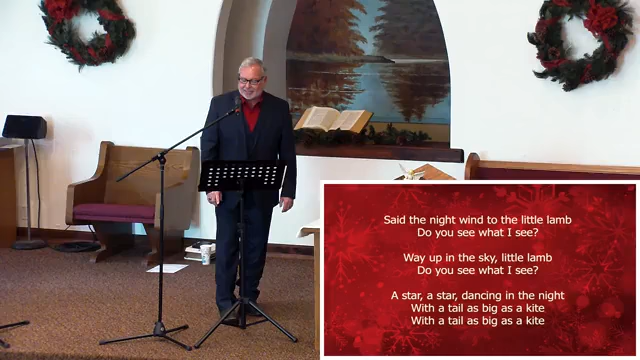 Said the night wind to the little lamb
Do you see what I see?
Way up in the sky, little lamb
Do you see what I see?
A star, a star, dancing in the night
With a tail as big as a kite
With a tail as big as a kite